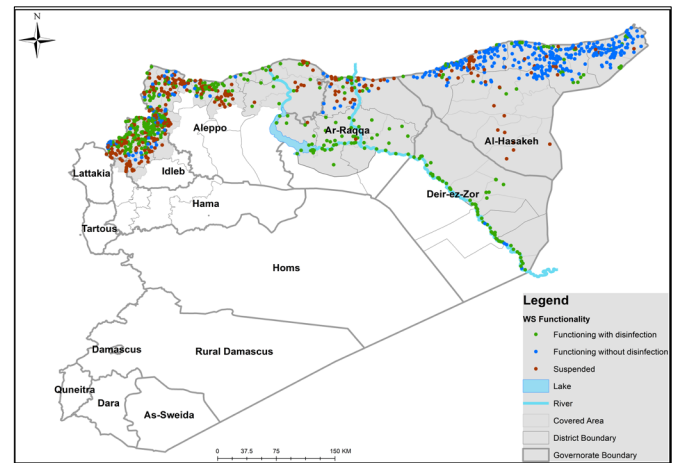 N
Aleppo
Ar-Raqqa
Al-Hasakeh
Lattakia
Idleb
Deir-ez-Zor
Hama
Tartous
Homs
Damascus
Rural Damascus
Quneitra
Dara
As-Sweida
0 37.5 75 150 KM
Legend
WS Functionality
Functioning with disinfection
Functioning without disinfection
Suspended
Lake
River
Covered Area
District Boundary
Governorate Boundary